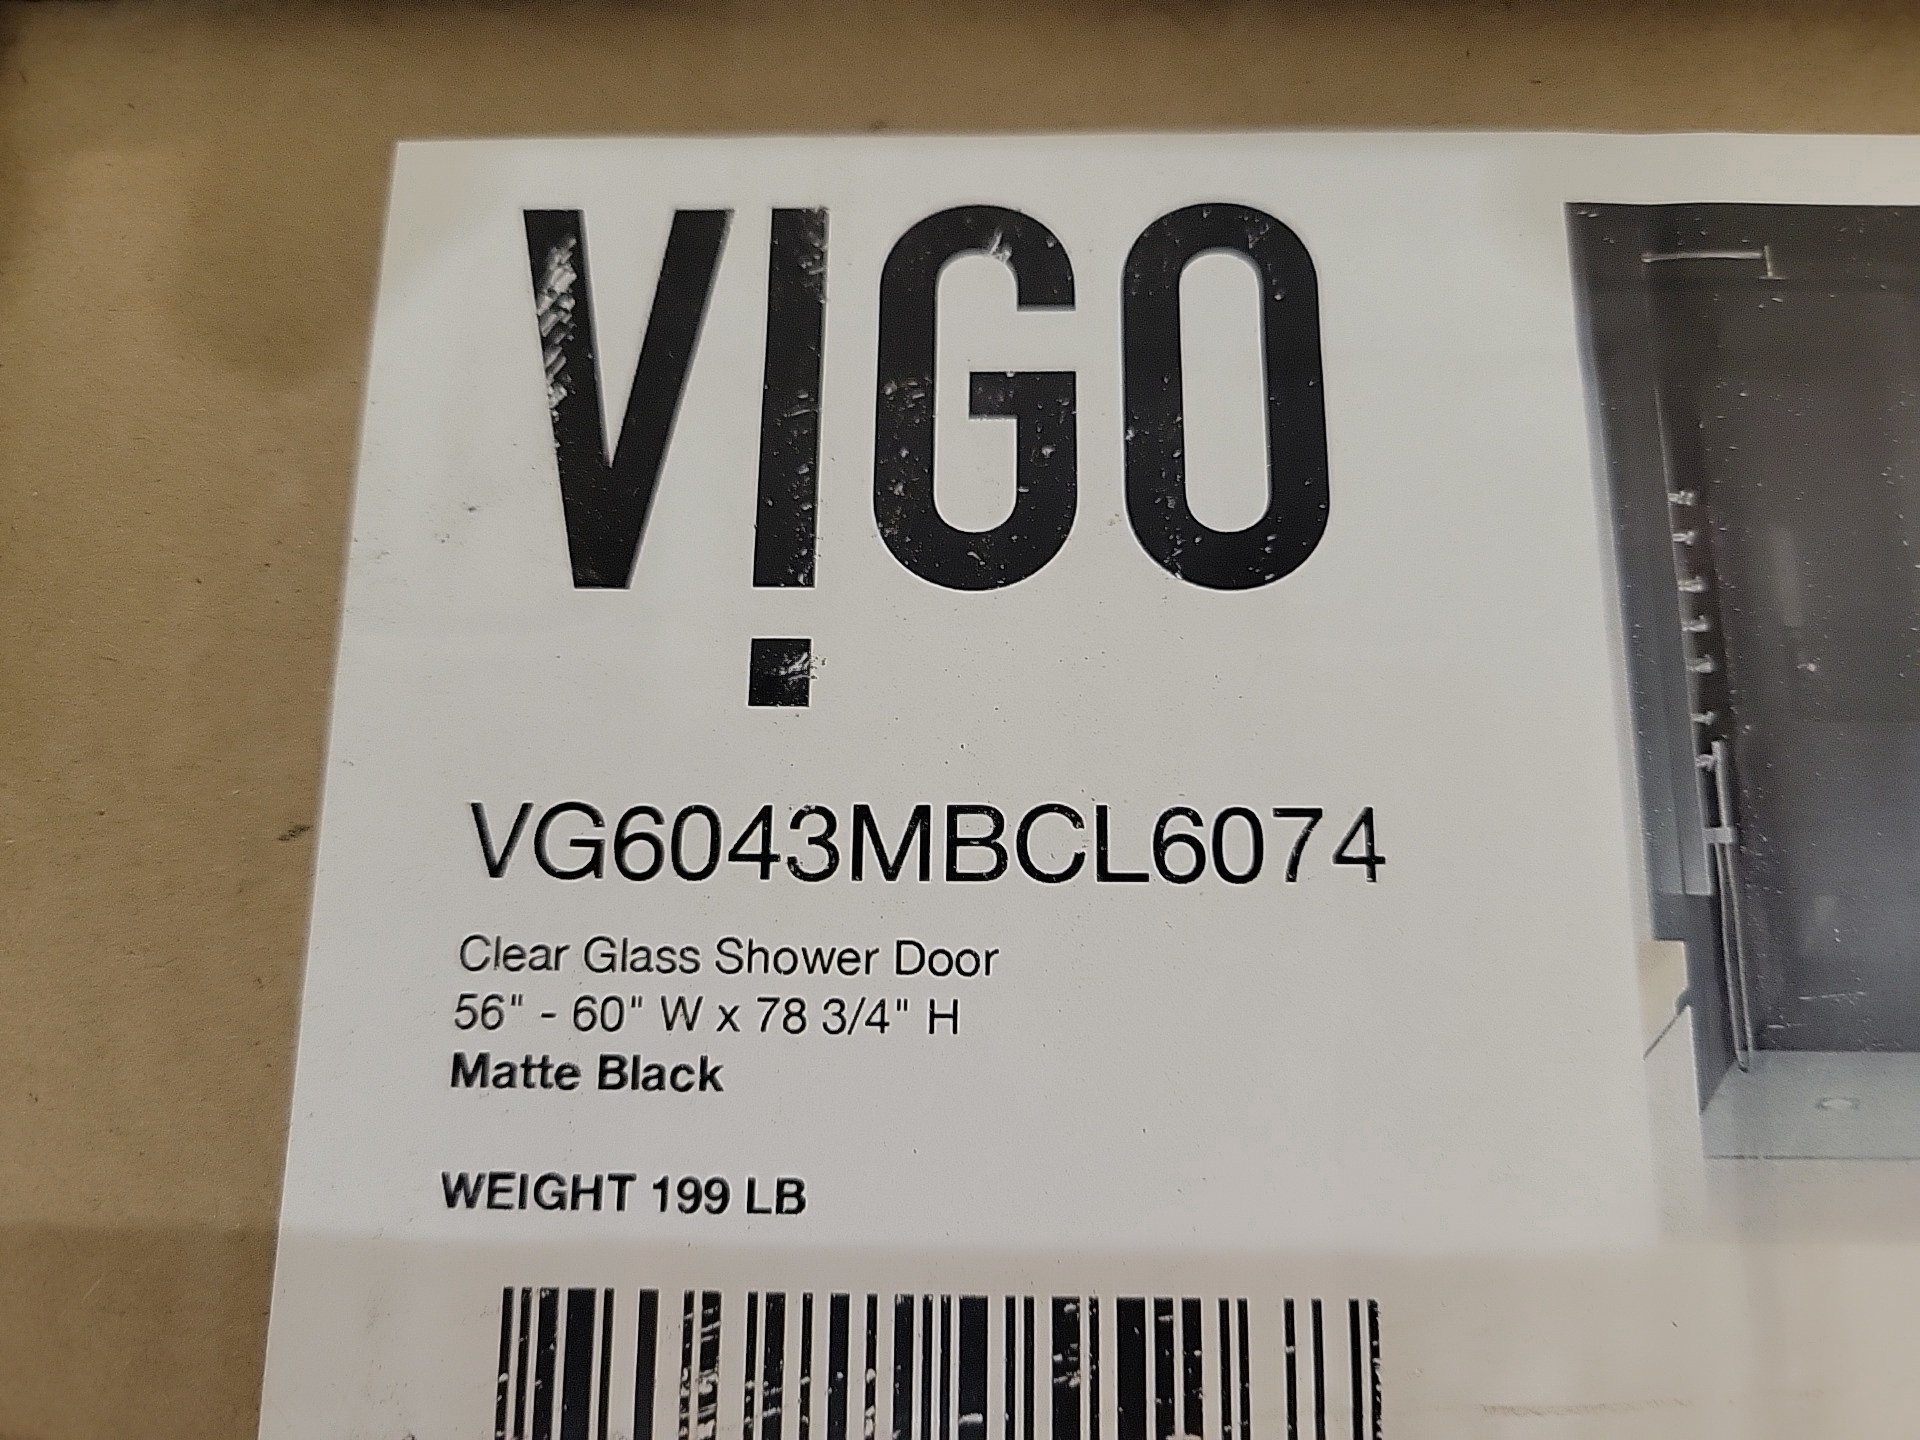 VIGO
VG6043MBCL6074
Clear Glass Shower Door
56" - 60" W x 78 3/4" H
Matte Black
WEIGHT 199 LB